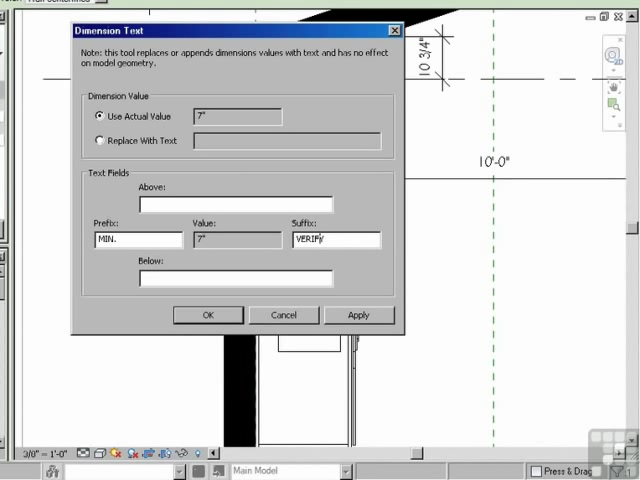 Wall Centerlines
Dimension Text
Note: this tool replaces or appends dimensions values with text and has no effect
on model geometry.
Dimension Value
Use Actual Value
7"
Replace With Text
Text Fields
Above:
Prefix:
Value:
Suffix:
MIN.
7"
VERIFY
Below:
OK
Cancel
Apply
10 3/4"
10'-0"
3/8" = 1'-0"
Main Model
Press & Drag